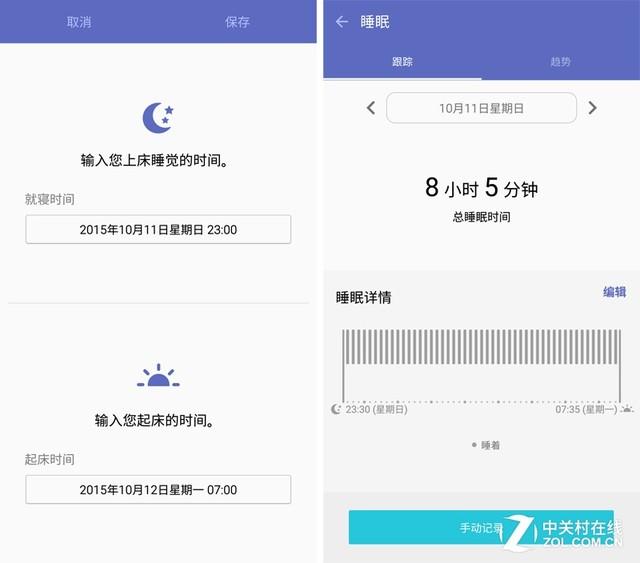 取消 保存
输入您上床睡觉的时间。
就寝时间
2015年10月11日星期日 23:00
输入您起床的时间。
起床时间
2015年10月12日星期一 07:00
睡眠
跟踪 趋势
10月11日星期日
8 小时 5 分钟
总睡眠时间
睡眠详情 编辑
23:30 (星期日) 07:35 (星期一)
睡着
手动记录
中关村在线
ZOL.COM.CN